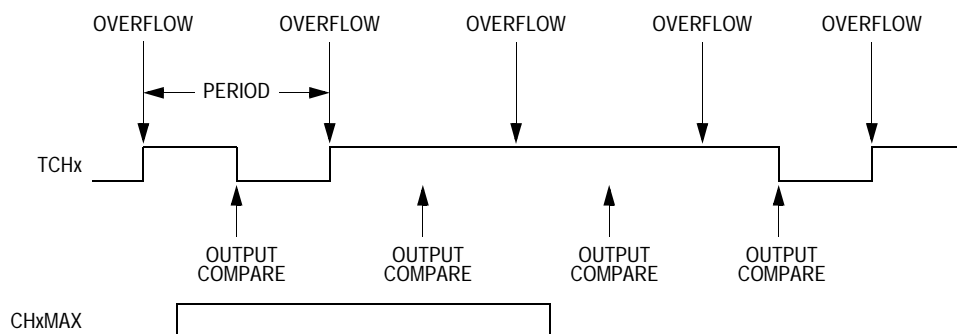 OVERFLOW OVERFLOW OVERFLOW OVERFLOW OVERFLOW
PERIOD
TCHx
OUTPUT COMPARE
OUTPUT COMPARE
OUTPUT COMPARE
OUTPUT COMPARE
CHxMAX